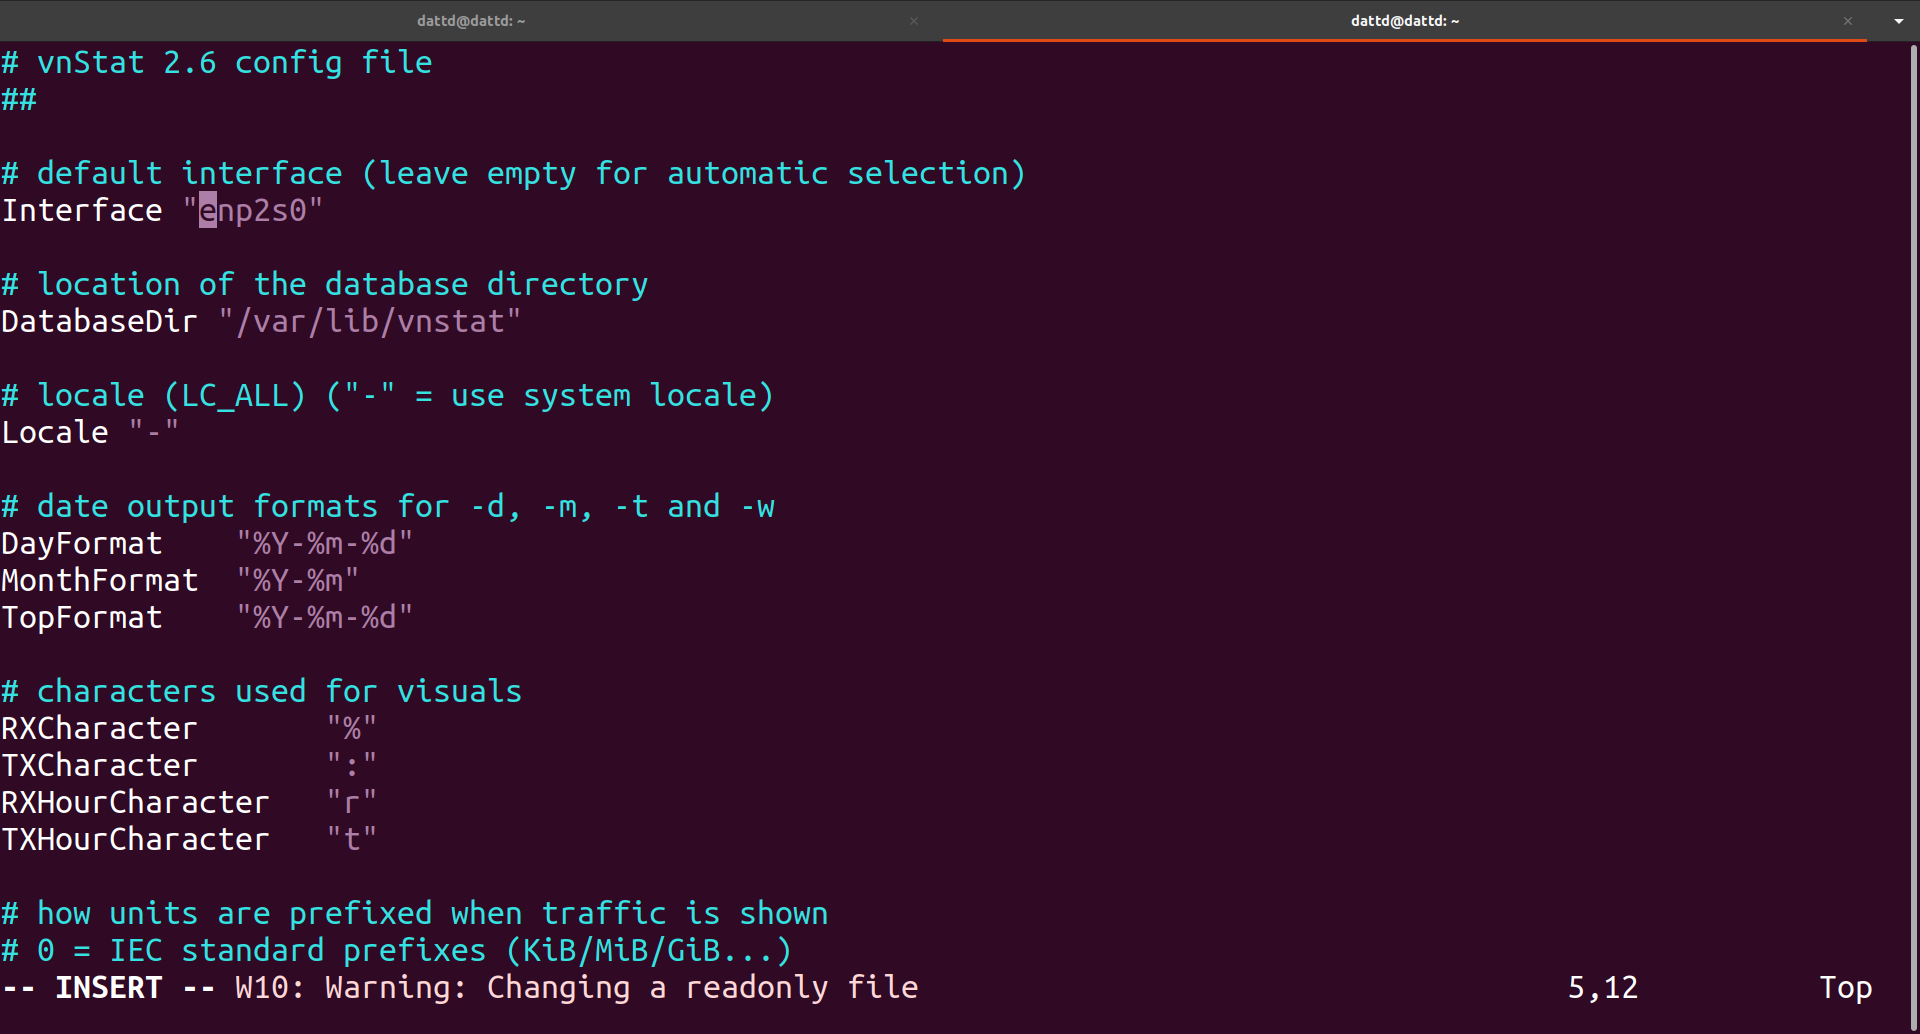 dattd@dattd: ~ × dattd@dattd: ~ ×
# vnStat 2.6 config file
##
# default interface (leave empty for automatic selection)
Interface "enp2s0"
# location of the database directory
DatabaseDir "/var/lib/vnstat"
# locale (LC_ALL) ("-" = use system locale)
Locale "-"
# date output formats for -d, -m, -t and -w
DayFormat    "%Y-%m-%d"
MonthFormat  "%Y-%m"
TopFormat    "%Y-%m-%d"
# characters used for visuals
RXCharacter       "%"
TXCharacter       ":"
RXHourCharacter   "r"
TXHourCharacter   "t"
# how units are prefixed when traffic is shown
# 0 = IEC standard prefixes (KiB/MiB/GiB...)
-- INSERT -- W10: Warning: Changing a readonly file 5,12 Top